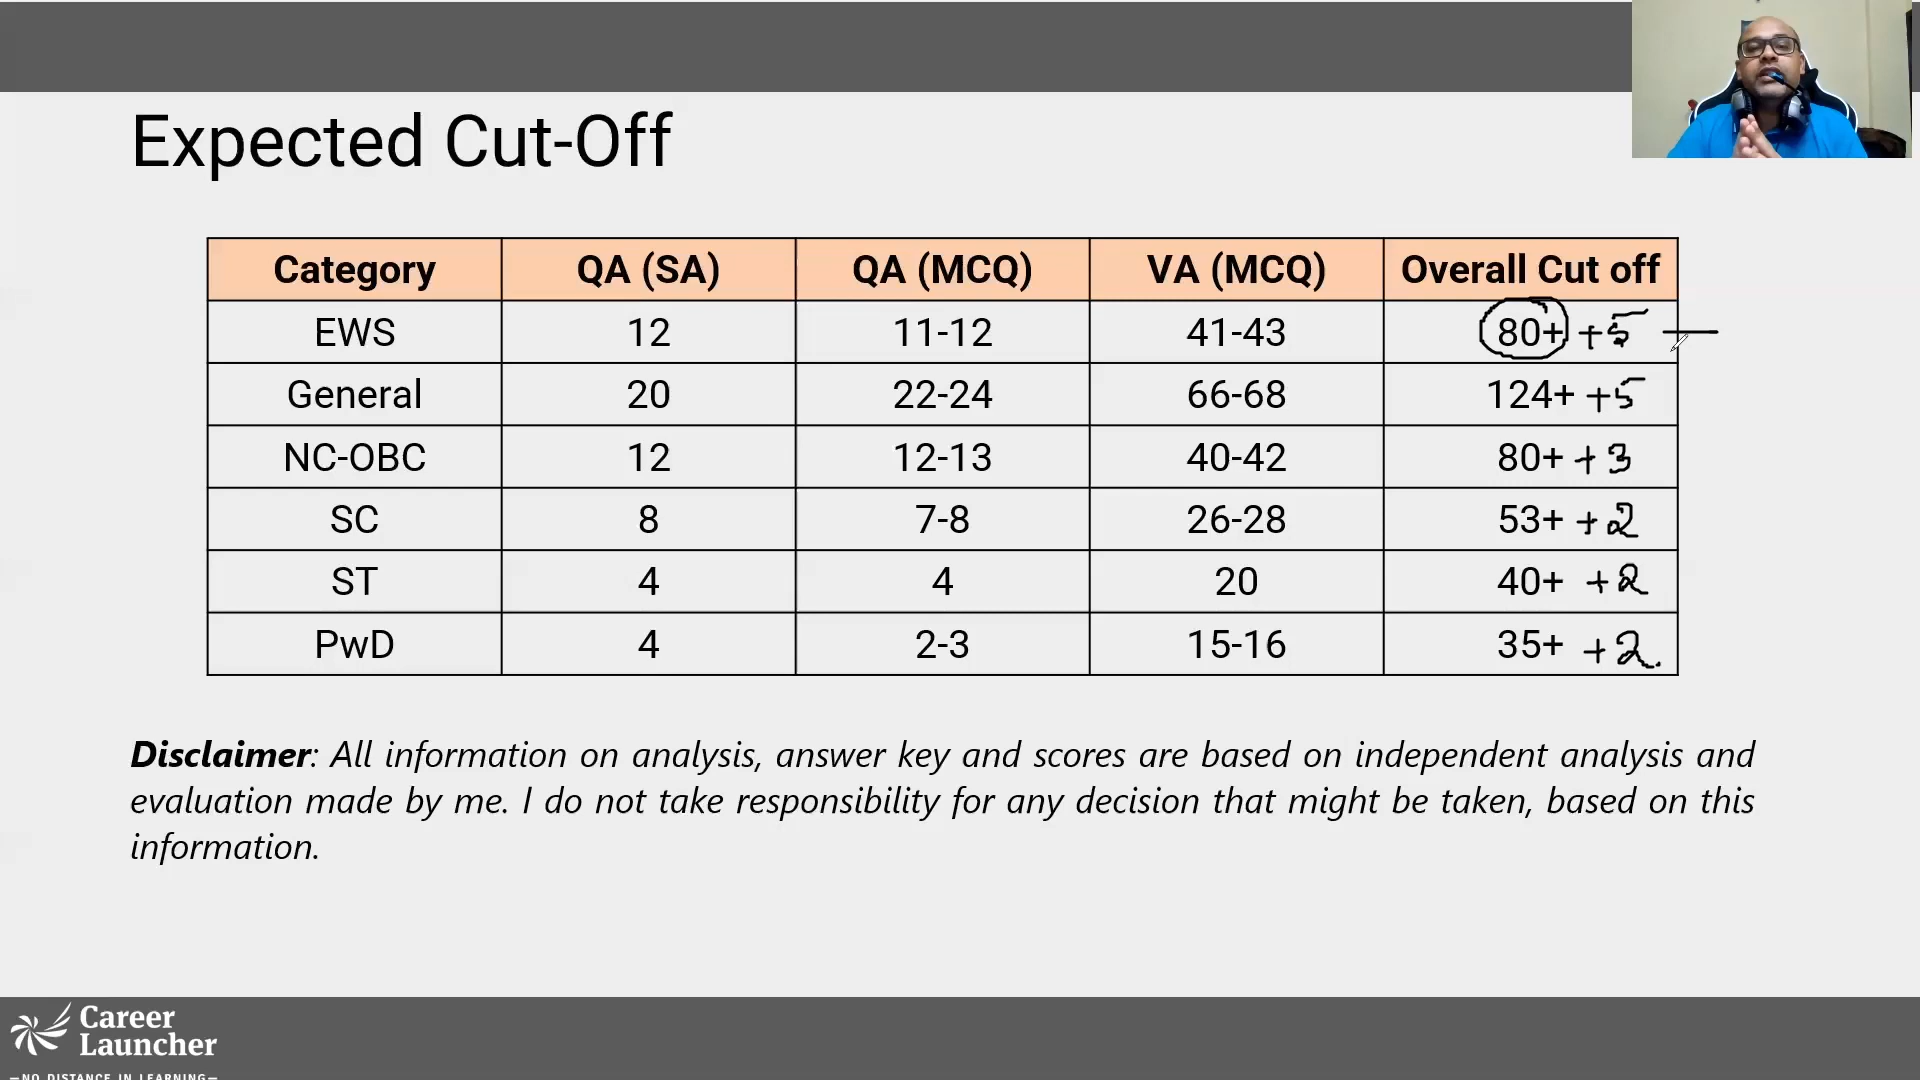 Expected Cut-Off
Category QA (SA) QA (MCQ) VA (MCQ) Overall Cut off
EWS 12 11-12 41-43 80+ +5
General 20 22-24 66-68 124+ +5
NC-OBC 12 12-13 40-42 80+ +3
SC 8 7-8 26-28 53+ +2
ST 4 4 20 40+ +2
PwD 4 2-3 15-16 35+ +2
Disclaimer: All information on analysis, answer key and scores are based on independent analysis and
evaluation made by me. I do not take responsibility for any decision that might be taken, based on this
information.
Career
Launcher
—NO DISTANCE IN LEARNING—